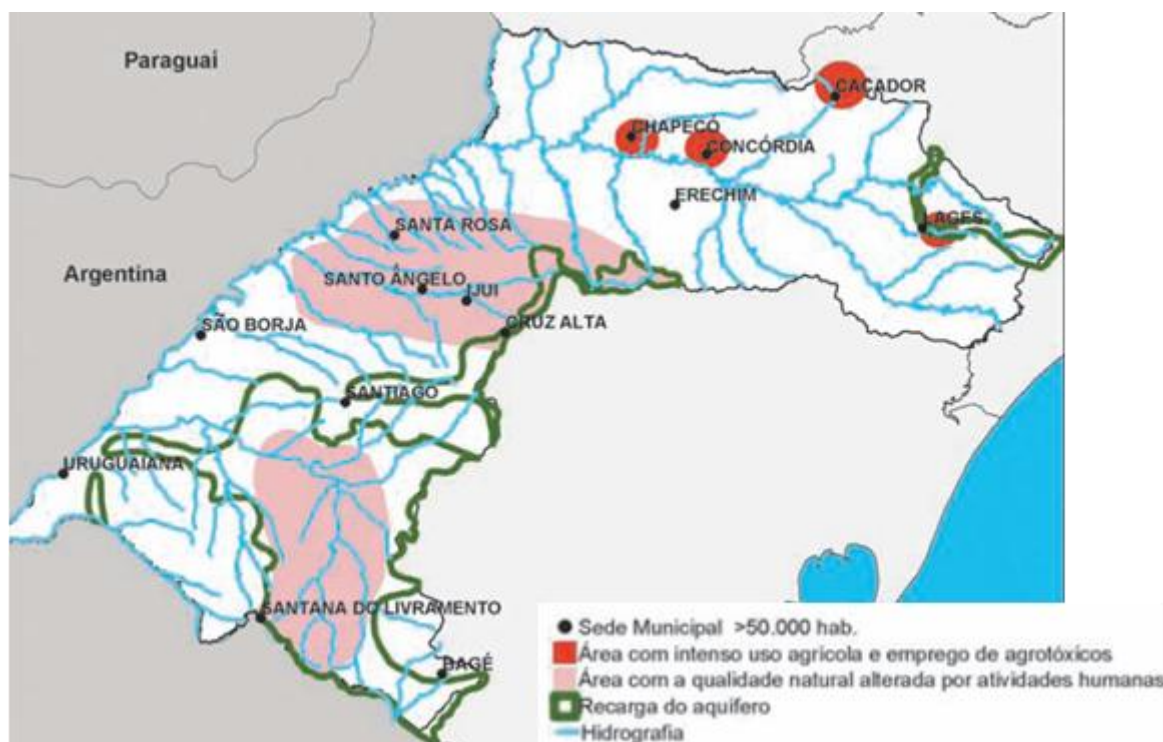 Paraguai
CAÇADOR
CHAPECÓ
CONCÓRDIA
ERECHIM
LAGES
SANTA ROSA
Argentina
SANTO ÂNGELO
IJUI
SÃO BORJA
CRUZ ALTA
SANTIAGO
URUGUAIANA
SANTANA DO LIVRAMENTO
BAGÉ
Sede Municipal >50.000 hab.
Área com intenso uso agrícola e emprego de agrotóxicos
Área com a qualidade natural alterada por atividades humanas
Recarga do aquífero
Hidrografia